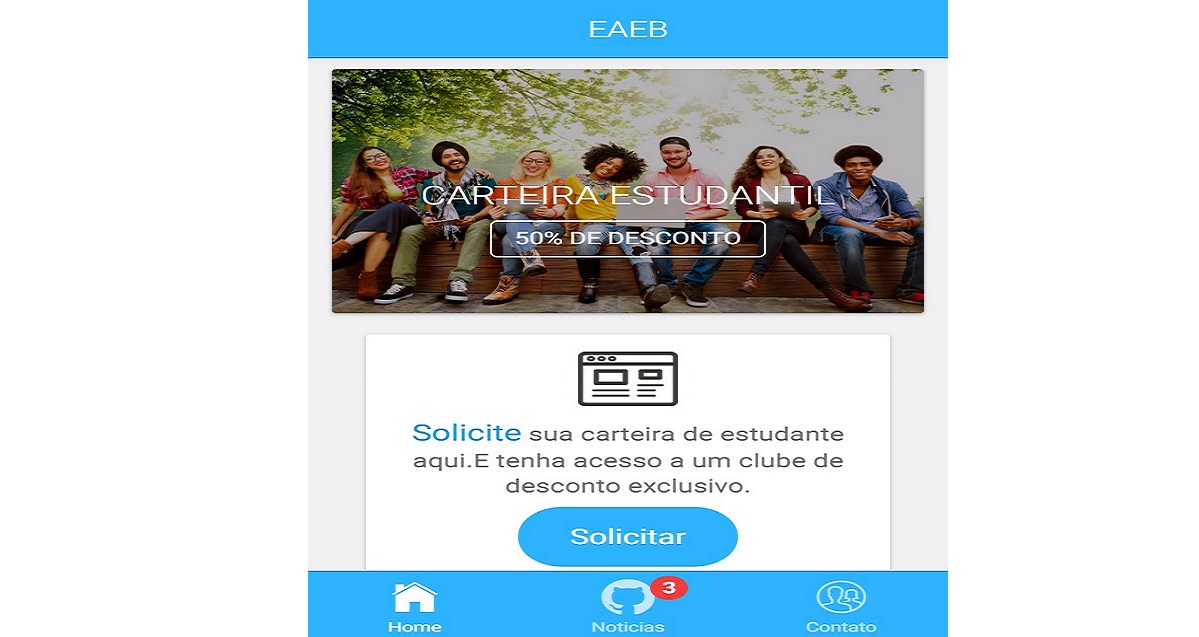 EAEB
CARTEIRA ESTUDANTIL
50% DE DESCONTO
Solicite sua carteira de estudante
aqui.E tenha acesso a um clube de
desconto exclusivo.
Solicitar
3
Home
Noticias
Contato